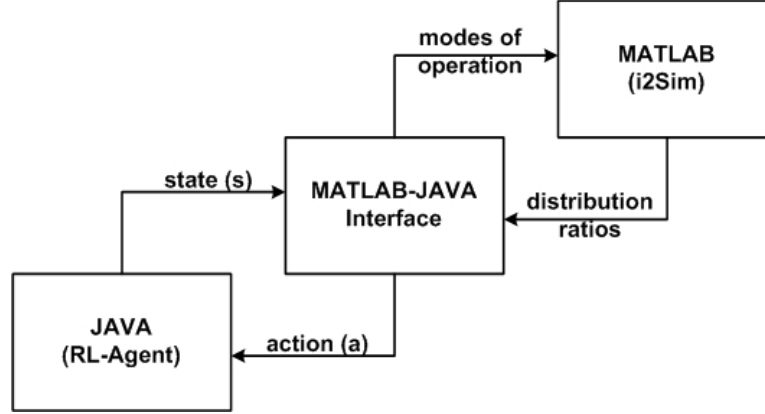 modes of
operation
MATLAB
(i2Sim)
state (s)
MATLAB-JAVA
Interface
distribution
ratios
JAVA
(RL-Agent)
action (a)